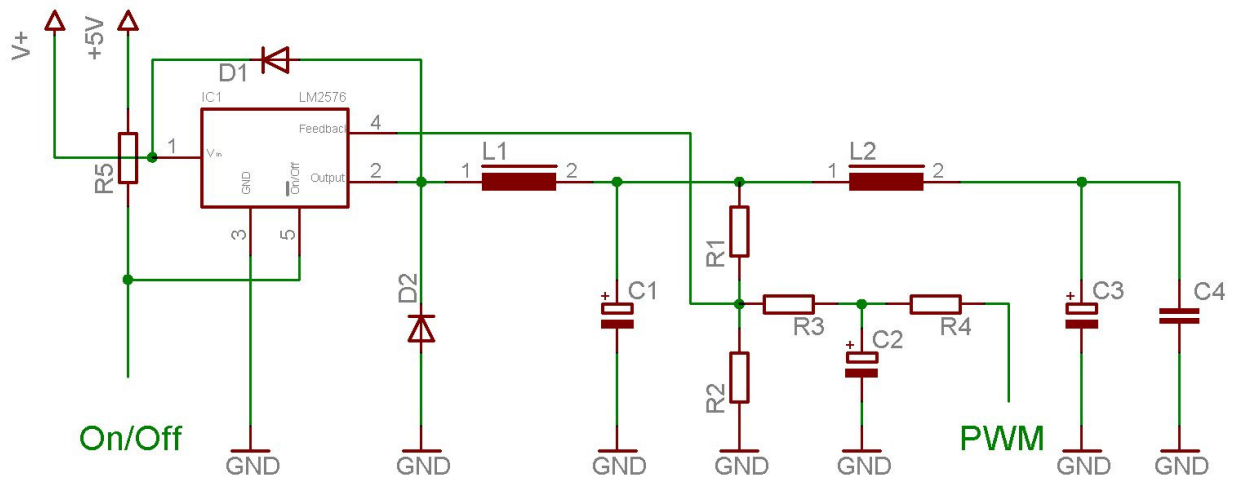 V+
+5V
D1
IC1
LM2576
Feedback
4
1
Vin
GND
On/Off
Output
2
3
5
R5
L1
1
2
L2
1
2
R1
D2
C1
+
R3
R4
C2
+
R2
C3
+
C4
On/Off
PWM
GND
GND
GND
GND
GND
GND
GND